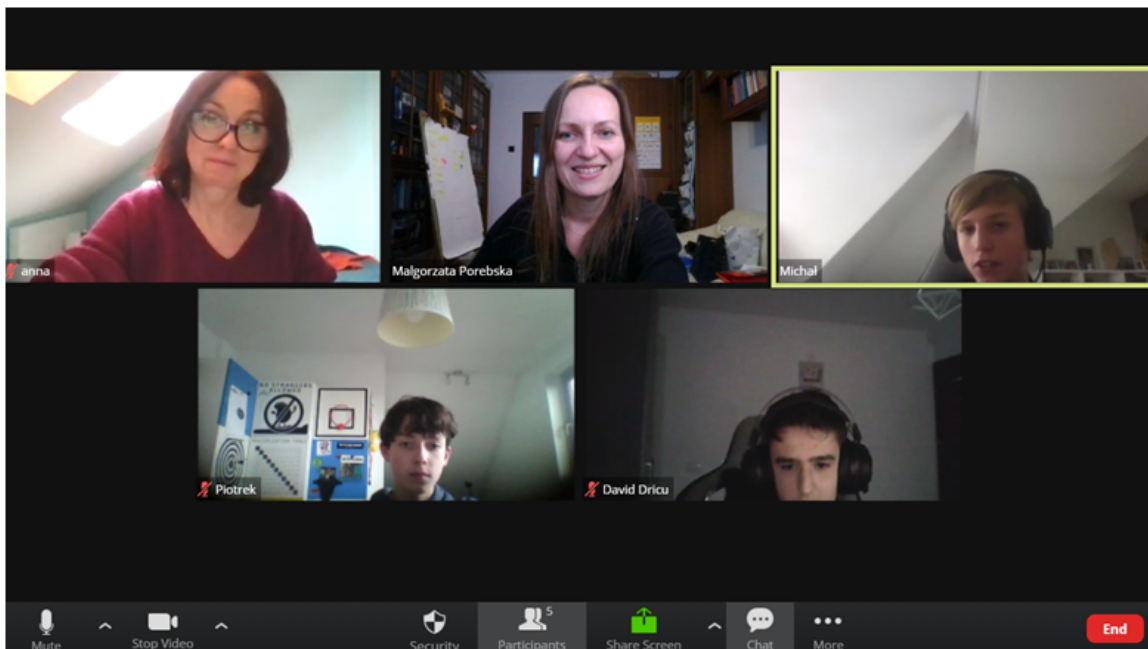 anna
Malgorzata Porebska
Michał
NO STRANGERS
ALLOWED
Piotrek
David Dricu
5
Mute
Stop Video
Security
Participants
Share Screen
Chat
More
End